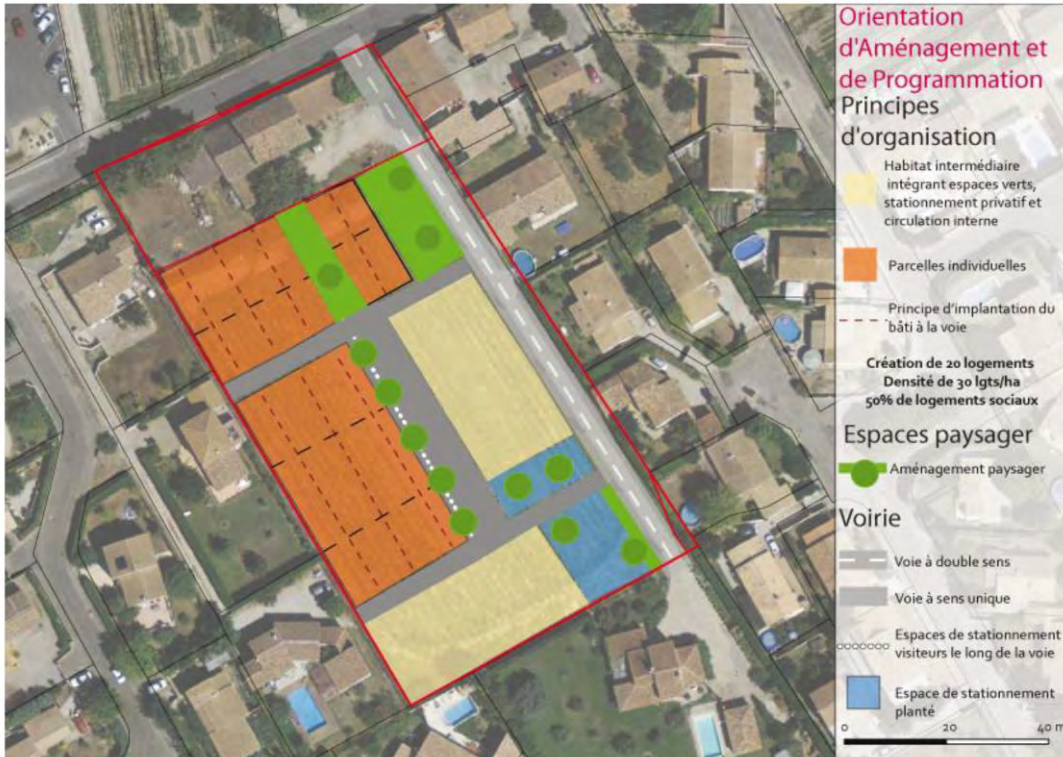 Orientation
d'Aménagement et
de Programmation
Principes
d'organisation
Habitat intermédiaire
intégrant espaces verts,
stationnement privatif et
circulation interne
Parcelles individuelles
Principe d'implantation du
bâti à la voie
Création de 20 logements
Densité de 30 lgts/ha
50% de logements sociaux
Espaces paysager
Aménagement paysager
Voirie
Voie à double sens
Voie à sens unique
Espaces de stationnement
visiteurs le long de la voie
Espace de stationnement
planté
0 20 40 m